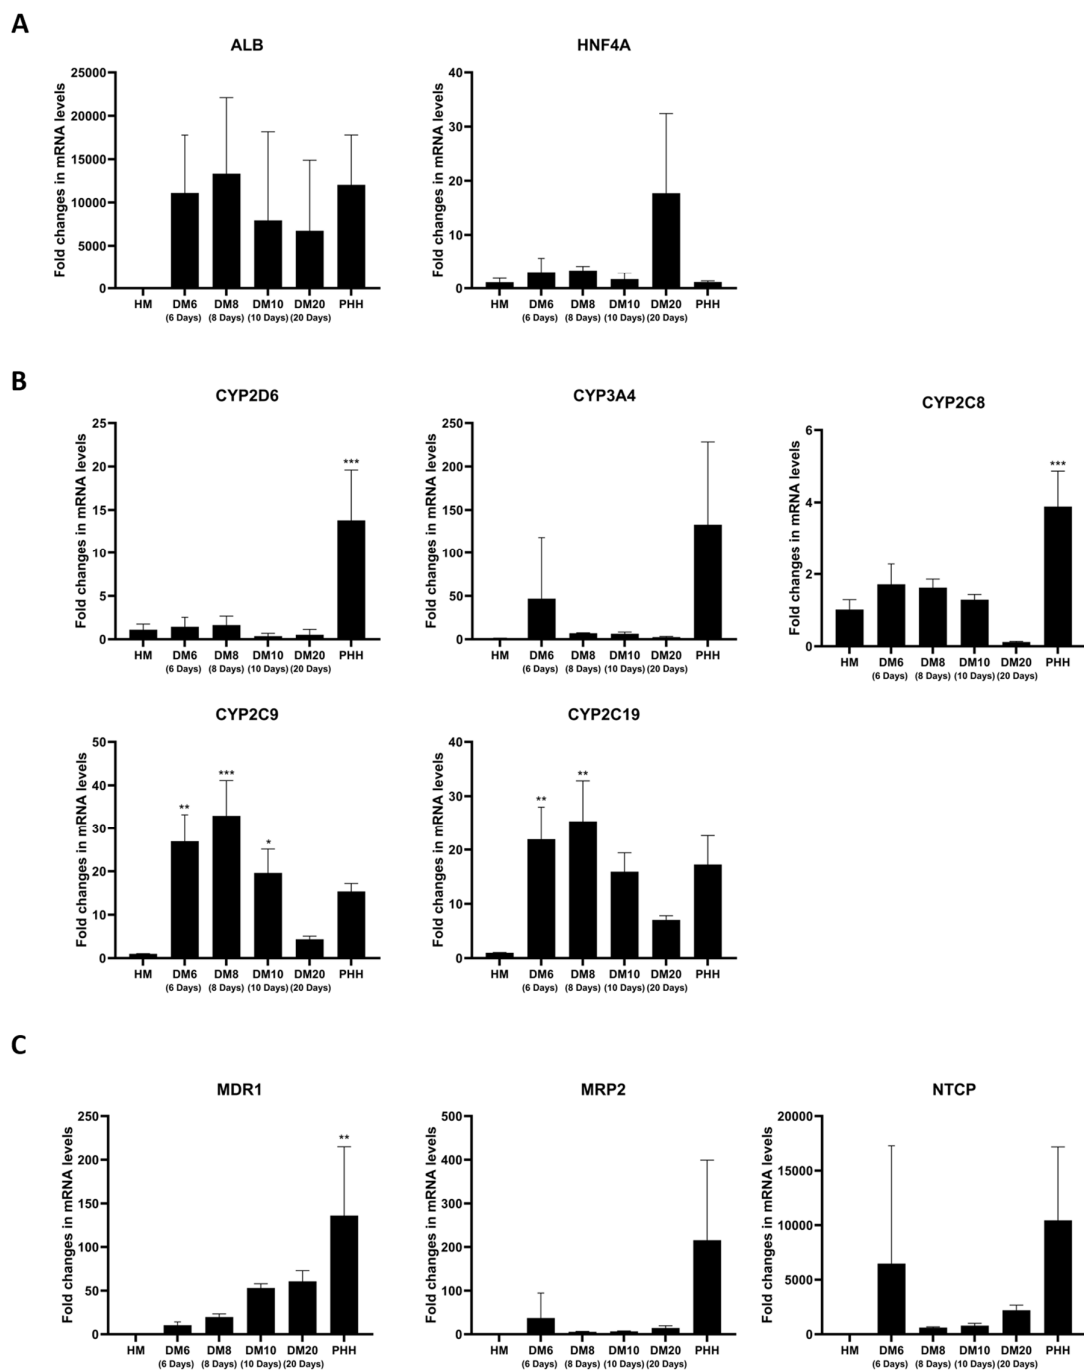 A
ALB
Fold changes in mRNA levels
25000
20000
15000
10000
5000
0
HM DM6 DM8 DM10 DM20 PHH
(6 Days) (8 Days) (10 Days) (20 Days)
HNF4A
Fold changes in mRNA levels
40
30
20
10
0
HM DM6 DM8 DM10 DM20 PHH
(6 Days) (8 Days) (10 Days) (20 Days)
B
CYP2D6
Fold changes in mRNA levels
25
20
15
10
5
0
***
HM DM6 DM8 DM10 DM20 PHH
(6 Days) (8 Days) (10 Days) (20 Days)
CYP3A4
Fold changes in mRNA levels
250
200
150
100
50
0
HM DM6 DM8 DM10 DM20 PHH
(6 Days) (8 Days) (10 Days) (20 Days)
CYP2C8
Fold changes in mRNA levels
6
4
2
0
***
HM DM6 DM8 DM10 DM20 PHH
(6 Days) (8 Days) (10 Days) (20 Days)
CYP2C9
Fold changes in mRNA levels
50
40
30
20
10
0
** *** *
HM DM6 DM8 DM10 DM20 PHH
(6 Days) (8 Days) (10 Days) (20 Days)
CYP2C19
Fold changes in mRNA levels
40
30
20
10
0
** **
HM DM6 DM8 DM10 DM20 PHH
(6 Days) (8 Days) (10 Days) (20 Days)
C
MDR1
Fold changes in mRNA levels
250
200
150
100
50
0
**
HM DM6 DM8 DM10 DM20 PHH
(6 Days) (8 Days) (10 Days) (20 Days)
MRP2
Fold changes in mRNA levels
500
400
300
200
100
0
HM DM6 DM8 DM10 DM20 PHH
(6 Days) (8 Days) (10 Days) (20 Days)
NTCP
Fold changes in mRNA levels
20000
15000
10000
5000
0
HM DM6 DM8 DM10 DM20 PHH
(6 Days) (8 Days) (10 Days) (20 Days)